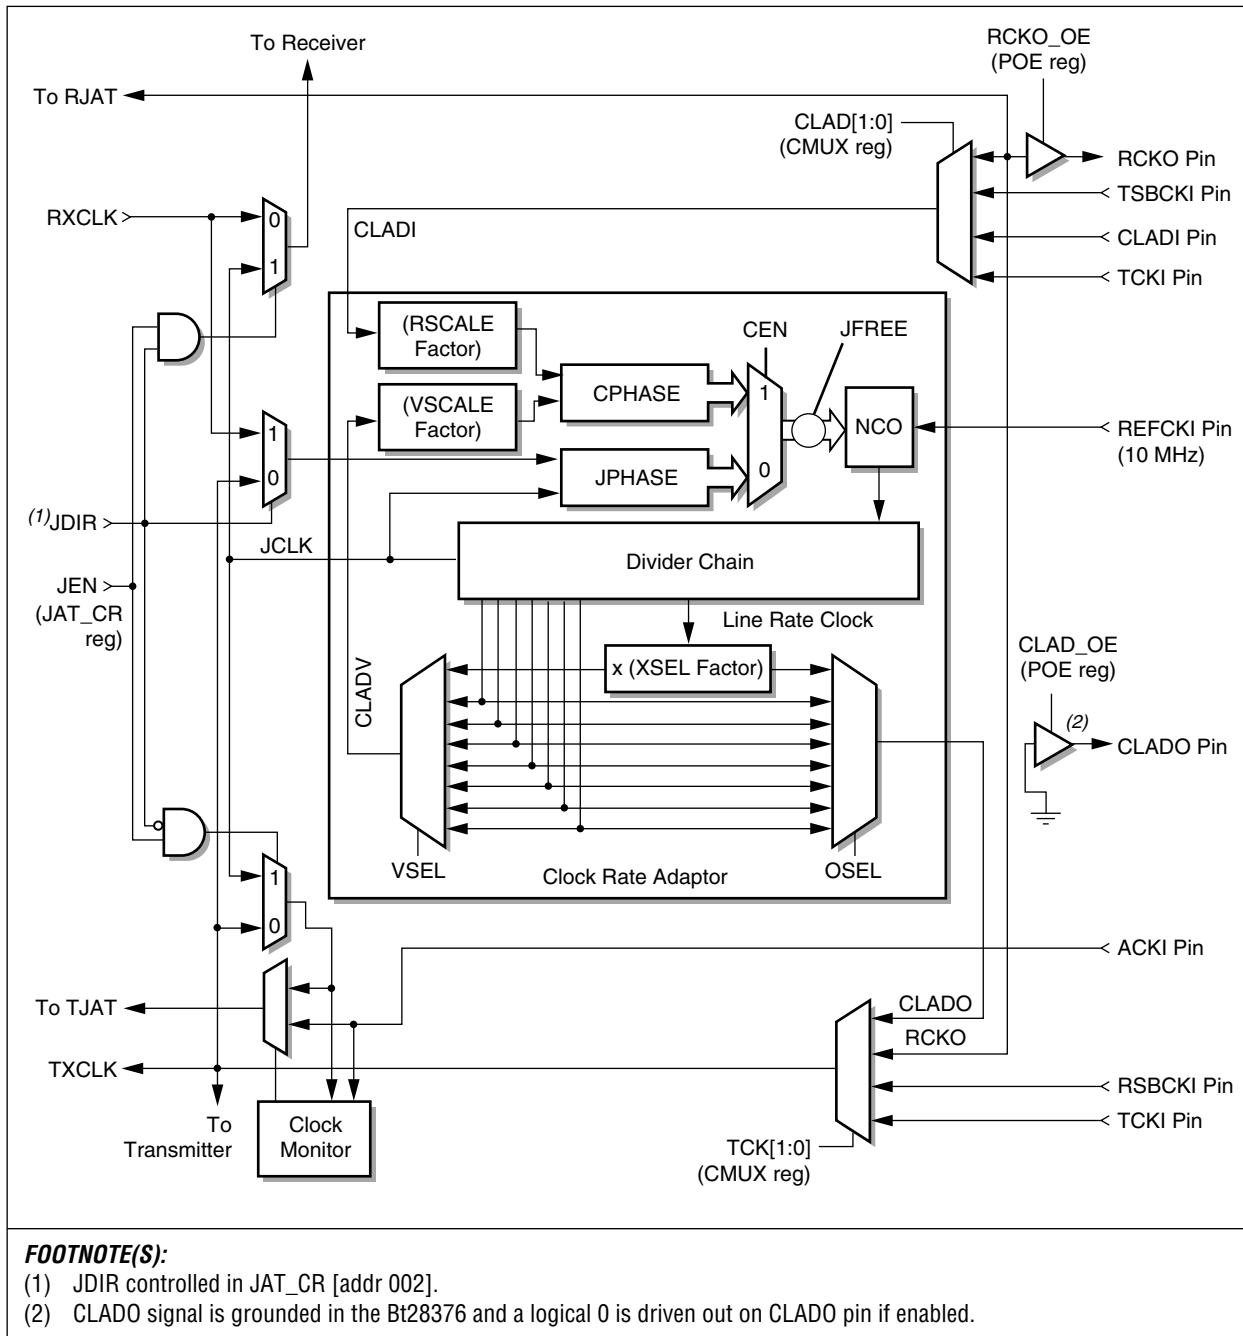 To Receiver
RCKO_OE
(POE reg)
To RJAT
CLAD[1:0]
(CMUX reg)
RCKO Pin
TSBCKI Pin
RXCLK
0
CLADI
CLADI Pin
1
TCKI Pin
(RSCALE
Factor)
CEN
JFREE
CPHASE
1
(VSCALE
Factor)
NCO
REFCKI Pin
(10 MHz)
1
0
JPHASE
0
(1) JDIR
JCLK
Divider Chain
JEN
(JAT_CR
reg)
Line Rate Clock
CLAD_OE
(POE reg)
x (XSEL Factor)
CLADV
(2)
CLADO Pin
VSEL
OSEL
Clock Rate Adaptor
1
0
ACKI Pin
To TJAT
CLADO
RCKO
TXCLK
RSBCKI Pin
TCKI Pin
To
Transmitter
Clock
Monitor
TCK[1:0]
(CMUX reg)
FOOTNOTE(S):
(1) JDIR controlled in JAT_CR [addr 002].
(2) CLADO signal is grounded in the Bt28376 and a logical 0 is driven out on CLADO pin if enabled.